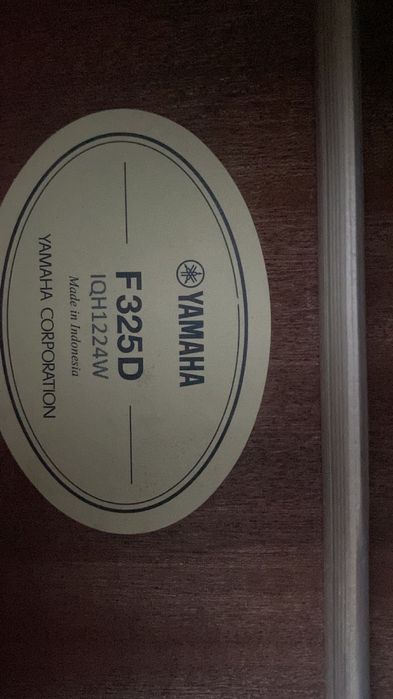 YAMAHA
F325D
IQH1224W
Made in Indonesia
YAMAHA CORPORATION